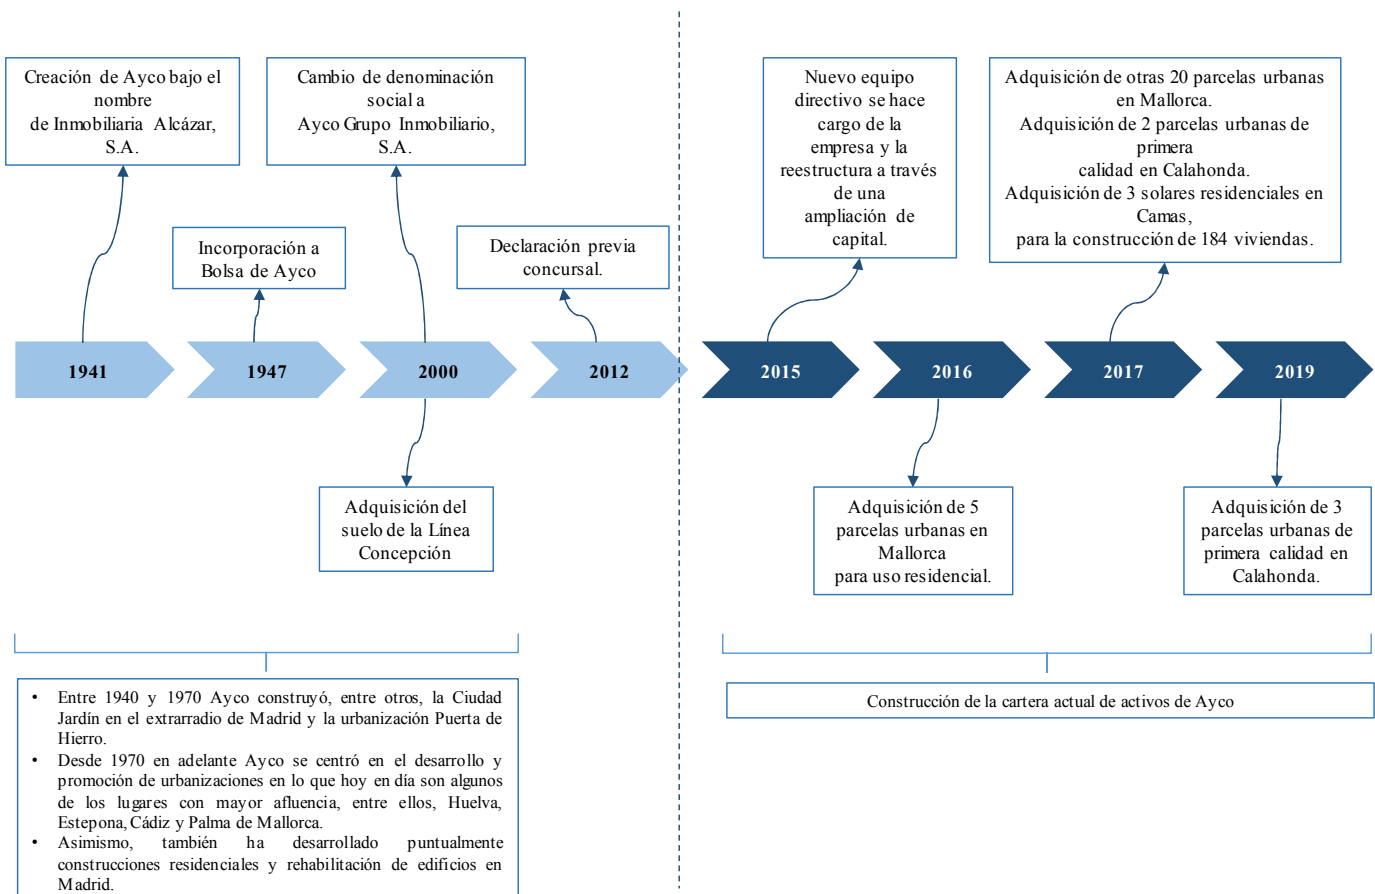 Creación de Ayco bajo el
nombre
de Inmobiliaria Alcázar,
S.A.
Cambio de denominación
social a
Ayco Grupo Inmobiliario,
S.A.
Nuevo equipo
directivo se hace
cargo de la
empresa y la
reestructura a través
de una
ampliación de
capital.
Adquisición de otras 20 parcelas urbanas
en Mallorca.
Adquisición de 2 parcelas urbanas de
primera
calidad en Calahonda.
Adquisición de 3 solares residenciales en
Camas,
para la construcción de 184 viviendas.
Incorporación a
Bolsa de Ayco
Declaración previa
concursal.
1941
1947
2000
2012
2015
2016
2017
2019
Adquisición del
suelo de la Línea
Concepción
Adquisición de 5
parcelas urbanas en
Mallorca
para uso residencial.
Adquisición de 3
parcelas urbanas de
primera calidad en
Calahonda.
• Entre 1940 y 1970 Ayco construyó, entre otros, la Ciudad
Jardín en el extrarradio de Madrid y la urbanización Puerta de
Hierro.
• Desde 1970 en adelante Ayco se centró en el desarrollo y
promoción de urbanizaciones en lo que hoy en día son algunos
de los lugares con mayor afluencia, entre ellos, Huelva,
Estepona, Cádiz y Palma de Mallorca.
• Asimismo, también ha desarrollado puntualmente
construcciones residenciales y rehabilitación de edificios en
Madrid.
Construcción de la cartera actual de activos de Ayco